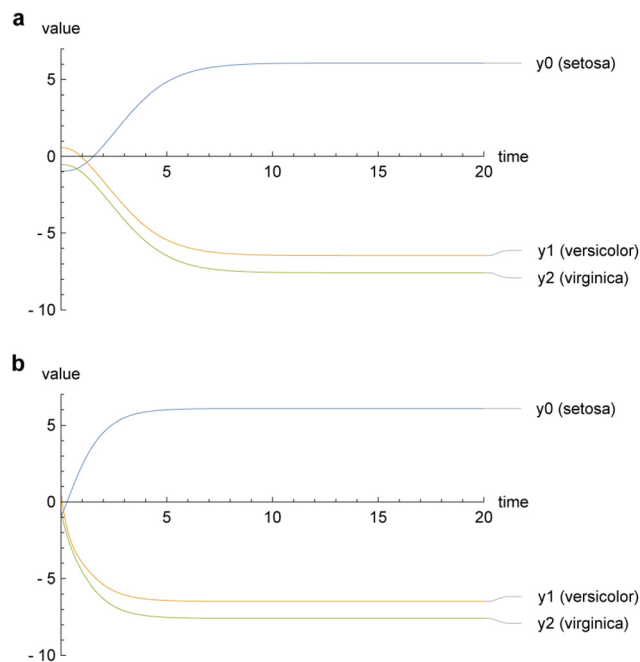 a
value
5
0
5
10
15
20
time
- 5
- 10
y0 (setosa)
y1 (versicolor)
y2 (virginica)
b
value
5
0
5
10
15
20
time
- 5
- 10
y0 (setosa)
y1 (versicolor)
y2 (virginica)